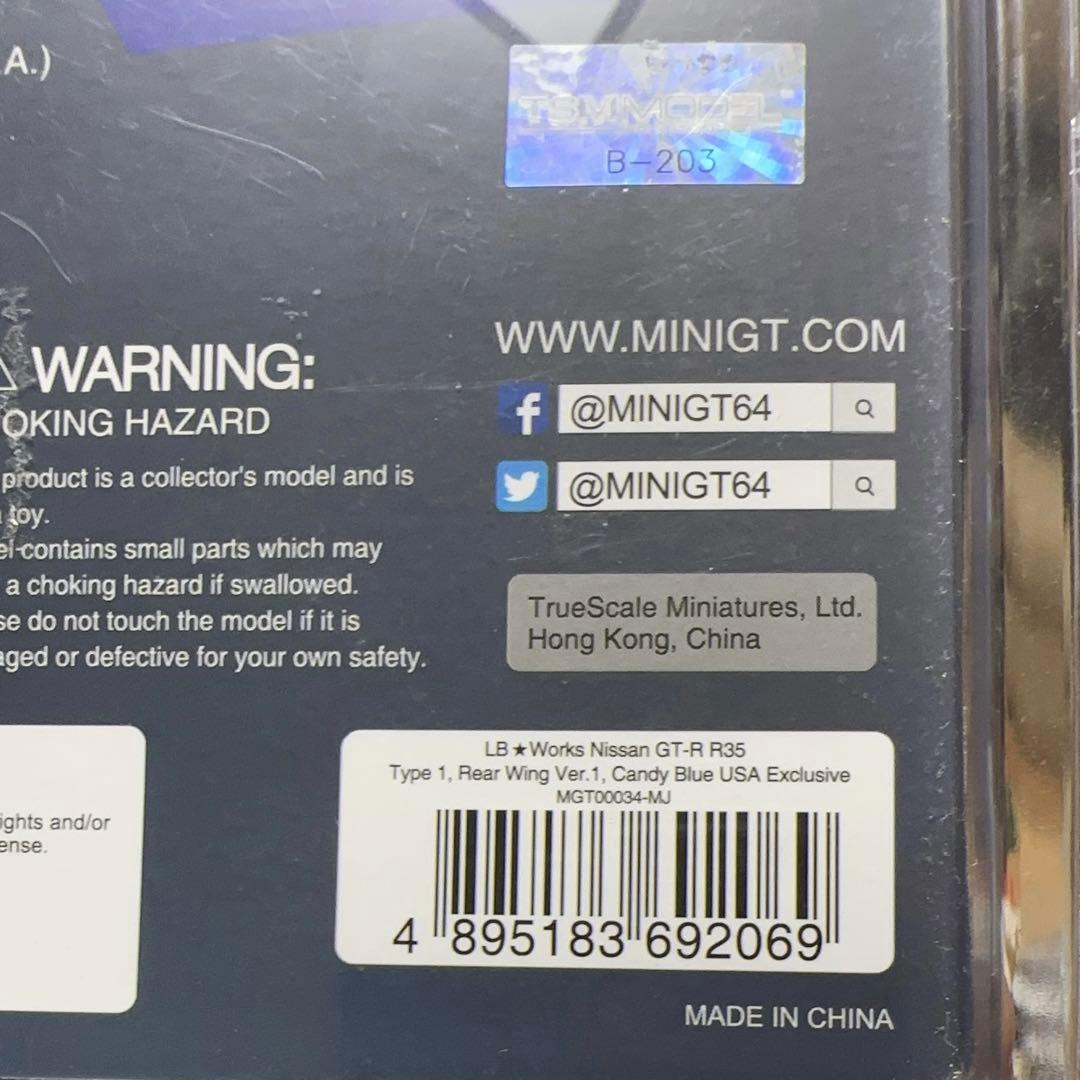 A.)
TSM MODEL
B-203
WWW.MINIGT.COM
@MINIGT64
@MINIGT64
WARNING:
OKING HAZARD
product is a collector's model and is
toy.
contains small parts which may
a choking hazard if swallowed.
se do not touch the model if it is
aged or defective for your own safety.
TrueScale Miniatures, Ltd.
Hong Kong, China
ights and/or
ense.
LB★Works Nissan GT-R R35
Type 1, Rear Wing Ver.1, Candy Blue USA Exclusive
MGT00034-MJ
4 895183 692069
MADE IN CHINA